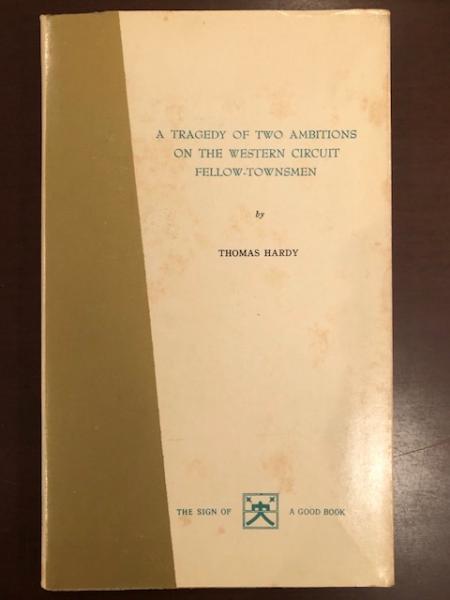 A TRAGEDY OF TWO AMBITIONS
ON THE WESTERN CIRCUIT
FELLOW-TOWNSMEN
by
THOMAS HARDY
THE SIGN OF A GOOD BOOK